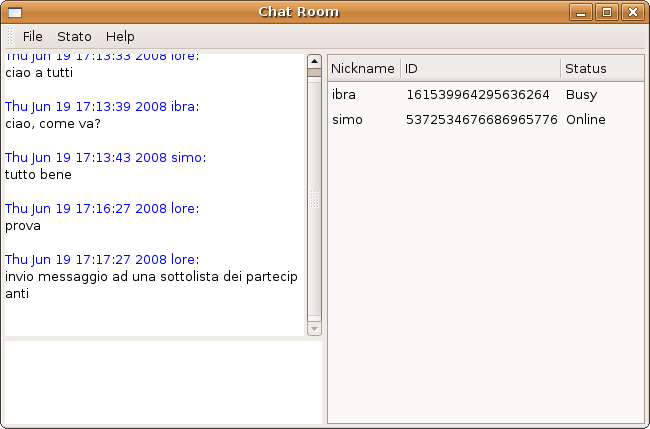 Chat Room
File Stato Help
Thu Jun 19 17:13:33 2008 lore:
ciao a tutti
Thu Jun 19 17:13:39 2008 ibra:
ciao, come va?
Thu Jun 19 17:13:43 2008 simo:
tutto bene
Thu Jun 19 17:16:27 2008 lore:
prova
Thu Jun 19 17:17:27 2008 lore:
invio messaggio ad una sottolista dei partecip
anti
Nickname ID Status
ibra 161539964295636264 Busy
simo 5372534676686965776 Online